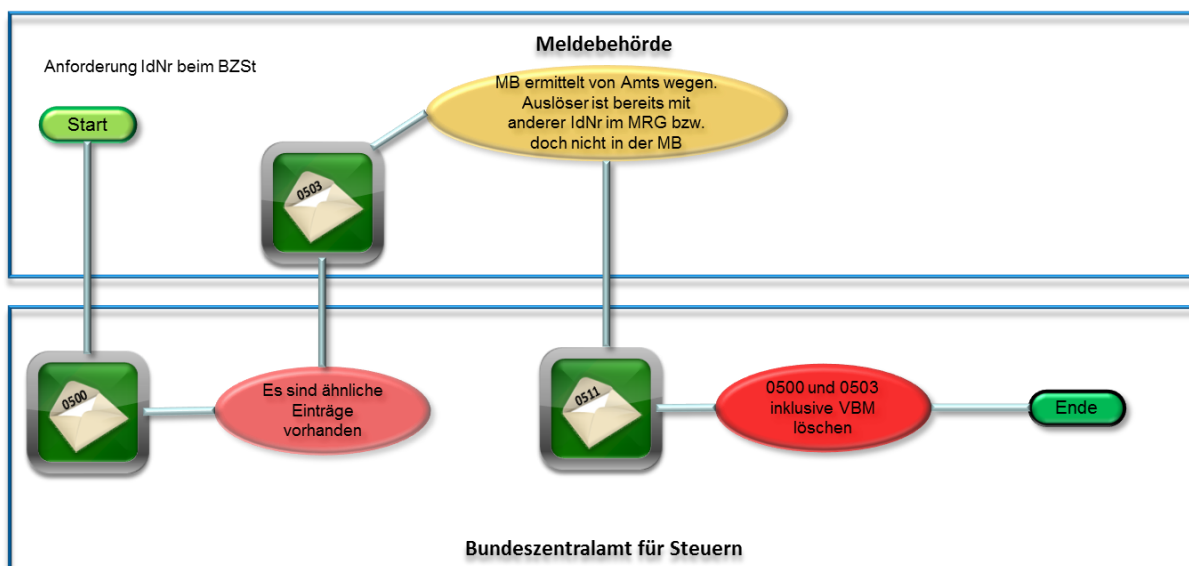 Meldebehörde
Anforderung IdNr beim BZSt
Start
MB ermittelt von Amts wegen.
Auslöser ist bereits mit
anderer IdNr im MRG bzw.
doch nicht in der MB
0503
0500
Es sind ähnliche
Einträge
vorhanden
0511
0500 und 0503
inklusive VBM
löschen
Ende
Bundeszentralamt für Steuern